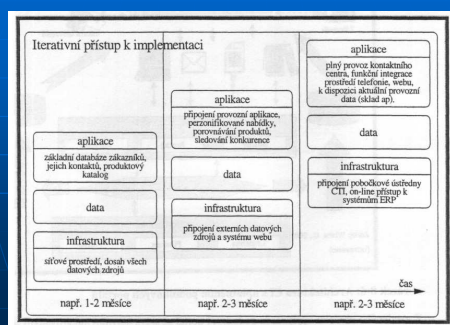 Iterativní přístup k implementaci
aplikace
základní databáze zákazníků,
jejich kontaktů, produktový
katalog
data
infrastruktura
síťové prostředí, dosah všech
datových zdrojů
např. 1-2 měsíce
aplikace
připojení provozní aplikace,
perzonifikované nabídky,
porovnávání produktů,
sledování konkurence
data
infrastruktura
připojení externích datových
zdrojů a systému webu
např. 2-3 měsíce
aplikace
plný provoz kontaktního
centra, funkční integrace
prostředí telefonie, webu,
k dispozici aktuální provozní
data (sklad ap).
data
infrastruktura
připojení pobočkové ústředny
CTI, on-line přístup k
systémům ERP
čas
např. 2-3 měsíce